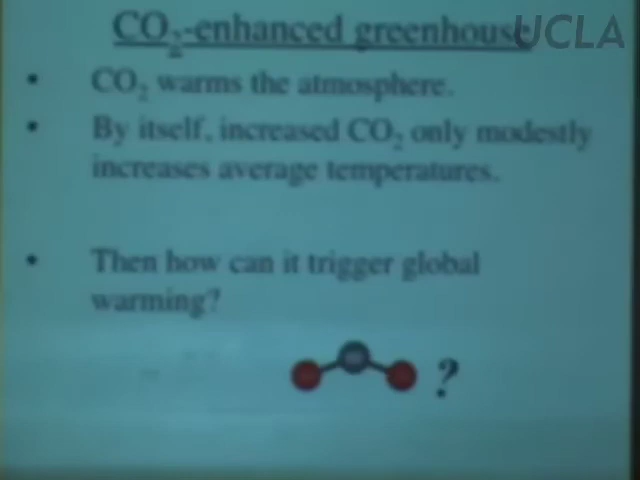 CO₂-enhanced greenhouse
UCLA
• CO₂ warms the atmosphere.
• By itself, increased CO₂ only modestly
increases average temperatures.
• Then how can it trigger global
warming?
?